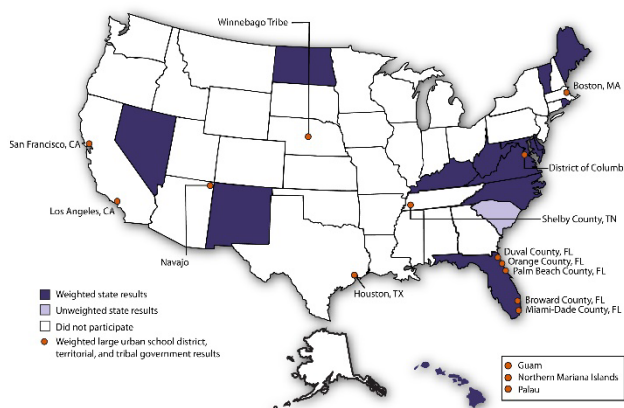 Winnebago Tribe
Boston, MA
San Francisco, CA
District of Columb
Los Angeles, CA
Shelby County, TN
Navajo
Duval County, FL
Orange County, FL
Palm Beach County, FL
Houston, TX
Broward County, FL
Miami-Dade County, FL
Weighted state results
Unweighted state results
Did not participate
Weighted large urban school district,
territorial, and tribal government results
Guam
Northern Mariana Islands
Palau